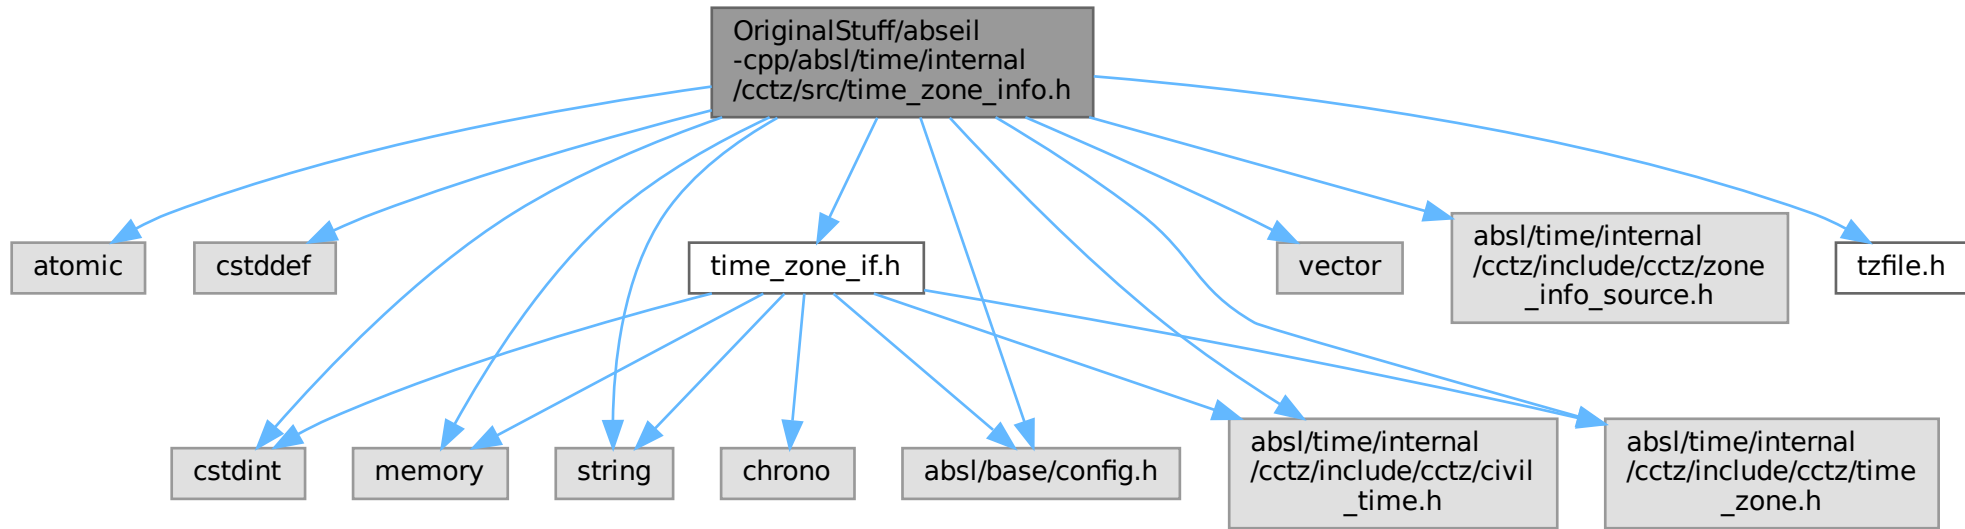 OriginalStuff/abseil
-cpp/absl/time/internal
/cctz/src/time_zone_info.h
atomic
cstddef
time_zone_if.h
vector
absl/time/internal
/cctz/include/cctz/zone
_info_source.h
tzfile.h
cstdint
memory
string
chrono
absl/base/config.h
absl/time/internal
/cctz/include/cctz/civil
_time.h
absl/time/internal
/cctz/include/cctz/time
_zone.h